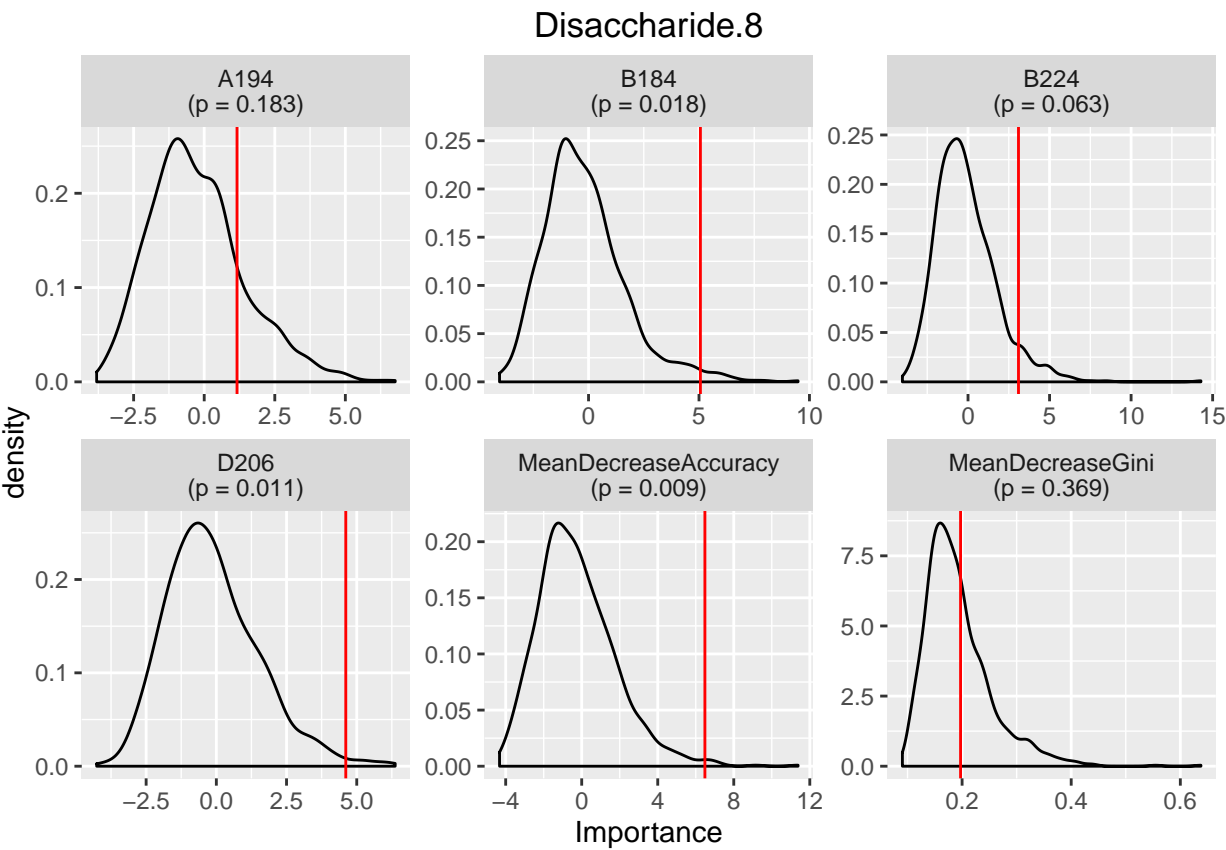 Disaccharide.8
A194
(p = 0.183)
B184
(p = 0.018)
B224
(p = 0.063)
0.2
0.1
0.0
−2.5 0.0 2.5 5.0
0.25
0.20
0.15
0.10
0.05
0.00
0 5 10
0.25
0.20
0.15
0.10
0.05
0.00
0 5 10 15
density
D206
(p = 0.011)
MeanDecreaseAccuracy
(p = 0.009)
MeanDecreaseGini
(p = 0.369)
0.2
0.1
0.0
−2.5 0.0 2.5 5.0
0.20
0.15
0.10
0.05
0.00
−4 0 4 8 12
7.5
5.0
2.5
0.0
0.2 0.4 0.6
Importance